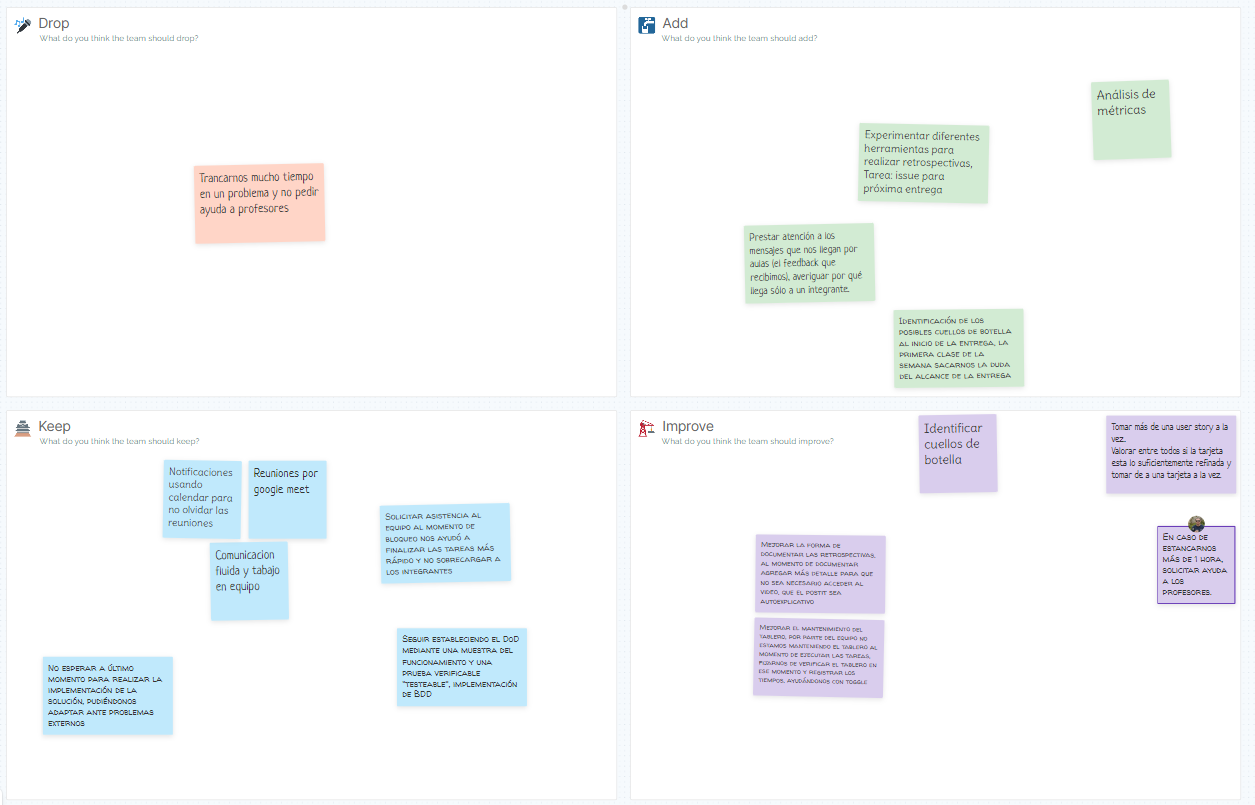 Drop
What do you think the team should drop?
Trancarnos mucho tiempo
en un problema y no pedir
ayuda a profesores
Add
What do you think the team should add?
Análisis de
métricas
Experimentar diferentes
herramientas para
realizar retrospectivas,
Tarea: issue para
próxima entrega
Prestar atención a los
mensajes que nos llegan por
aulas (el feedback que
recibimos), averiguar por qué
llega sólo a un integrante.
Identificación de los
posibles cuellos de botella
al inicio de la entrega, la
primera clase de la
semana sacarnos la duda
del alcance de la entrega
Keep
What do you think the team should keep?
Notificaciones
usando
calendar para
no olvidar las
reuniones
Reuniones por
google meet
Comunicacion
fluida y tabajo
en equipo
Solicitar asistencia al
equipo al momento de
bloqueo nos ayudó a
finalizar las tareas más
rápido y no sobrecargar a
los integrantes
Seguir estableciendo el DoD
mediante una muestra del
funcionamiento y una
prueba verificable
"testeable", implementación
de BDD
No esperar a último
momento para realizar la
implementación de la
solución, pudiéndonos
adaptar ante problemas
externos
Improve
What do you think the team should improve?
Identificar
cuellos de
botella
Tomar más de una user story a la
vez.
Valorar entre todos si la tarjeta
esta lo suficientemente refinada y
tomar de a una tarjeta a la vez.
En caso de
estancarnos
más de 1 hora,
solicitar ayuda
a los
profesores.
Mejorar la forma de
documentar las retrospectivas,
al momento de documentar
agregar más detalle para que
no sea necesario acceder al
video, que el postit sea
autoexplicativo
Mejorar el mantenimiento del
tablero, por parte del equipo no
estamos manteniendo el tablero al
momento de ejecutar las tareas,
fijarnos de verificar el tablero en
ese momento y registrar los
tiempos, ayudándonos con toggle